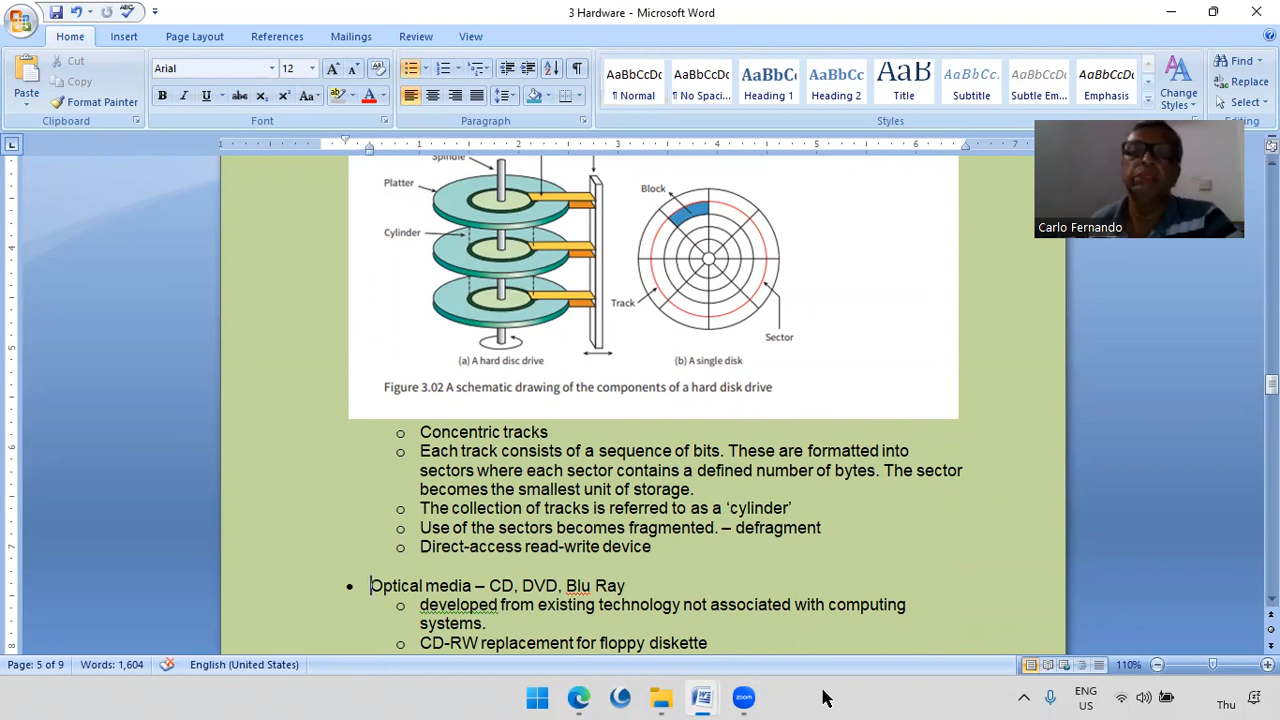 3 Hardware - Microsoft Word
Home Insert Page Layout References Mailings Review View
Paste
Cut
Copy
Format Painter
Clipboard
Arial 12
B I U abc x₂ x² Aa
Font
Paragraph
AaBbCcDc AaBbCcDc AaBbC AaBbCc AaB AaBbCc. AaBbCcDc AaBbCcDc
¶ Normal ¶ No Spaci... Heading 1 Heading 2 Title Subtitle Subtle Em... Emphasis
Change
Styles
Styles
Find
Replace
Select
Editing
Carlo Fernando
Spindle
Platter
Cylinder
Block
Track
Sector
(a) A hard disc drive
(b) A single disk
Figure 3.02 A schematic drawing of the components of a hard disk drive
o Concentric tracks
o Each track consists of a sequence of bits. These are formatted into
sectors where each sector contains a defined number of bytes. The sector
becomes the smallest unit of storage.
o The collection of tracks is referred to as a ‘cylinder’
o Use of the sectors becomes fragmented. – defragment
o Direct-access read-write device
• Optical media – CD, DVD, Blu Ray
o developed from existing technology not associated with computing
systems.
o CD-RW replacement for floppy diskette
Page: 5 of 9 Words: 1,604 English (United States) 110%
zoom
ENG
US
Thu